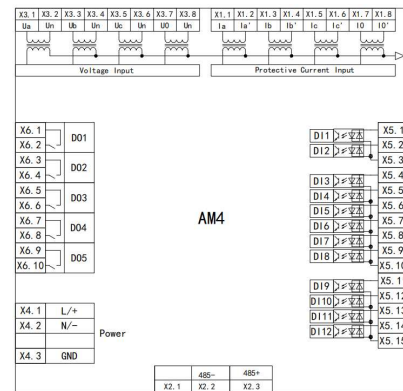 X3.1 X3.2 X3.3 X3.4 X3.5 X3.6 X3.7 X3.8
Ua Un Ub Un Uc Un U0 Un
Voltage Input
X1.1 X1.2 X1.3 X1.4 X1.5 X1.6 X1.7 X1.8
Ia Ia' Ib Ib' Ic Ic' I0 I0'
Protective Current Input
X6.1
X6.2
DO1
X6.3
X6.4
DO2
X6.5
X6.6
DO3
X6.7
X6.8
DO4
X6.9
X6.10
DO5
AM4
DI1 X5.1
DI2 X5.2
X5.3
X5.4
DI3 X5.5
DI4 X5.6
DI5 X5.7
DI6 X5.8
DI7 X5.9
DI8 X5.10
X5.1
DI9 X5.12
DI10 X5.13
DI11 X5.14
DI12 X5.15
X4.1 L/+
X4.2 N/-
Power
X4.3 GND
485- 485+
X2.1 X2.2 X2.3